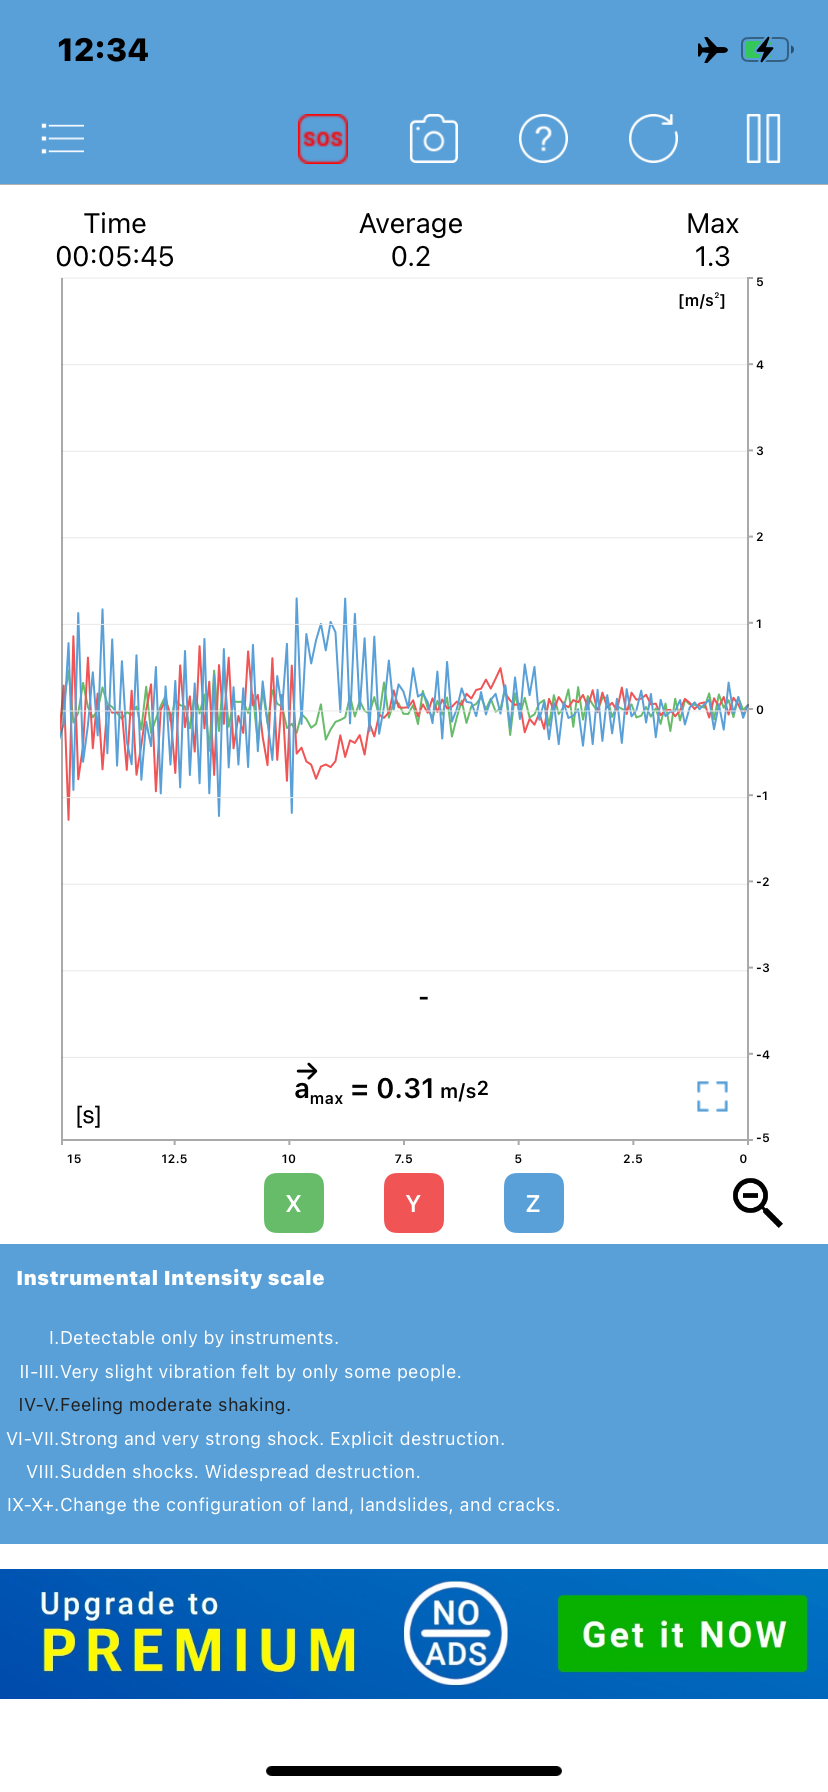 12:34
SOS
?
Time Average Max
00:05:45 0.2 1.3
[m/s²]
5
4
3
2
1
0
-1
-2
-3
-4
-5
-
a max = 0.31 m/s2
[s]
15 12.5 10 7.5 5 2.5 0
X Y Z
Instrumental Intensity scale
I.Detectable only by instruments.
II-III.Very slight vibration felt by only some people.
IV-V.Feeling moderate shaking.
VI-VII.Strong and very strong shock. Explicit destruction.
VIII.Sudden shocks. Widespread destruction.
IX-X+.Change the configuration of land, landslides, and cracks.
Upgrade to
PREMIUM
NO
ADS
Get it NOW